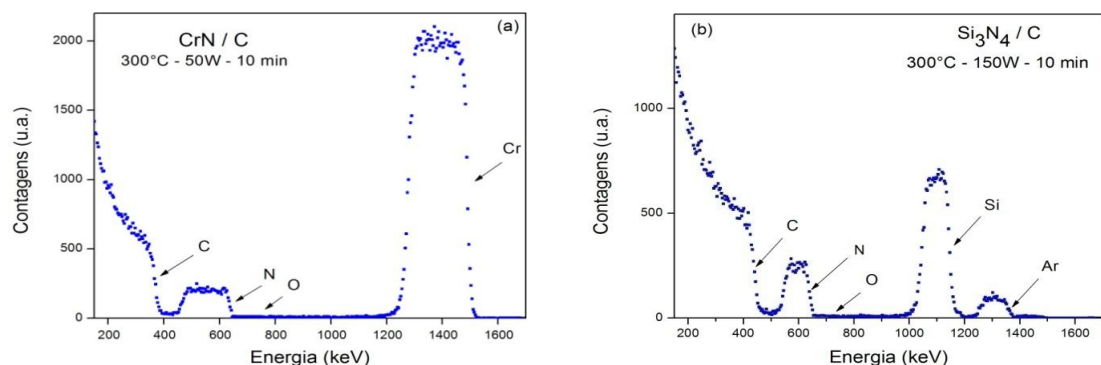 (a)
CrN / C
300°C - 50W - 10 min
2000
1500
1000
500
0
Contagens (u.a.)
C
N
O
Cr
200 400 600 800 1000 1200 1400 1600
Energia (keV)
(b)
Si3N4 / C
300°C - 150W - 10 min
1000
500
0
Contagens (u.a.)
C
N
O
Si
Ar
200 400 600 800 1000 1200 1400 1600
Energia (keV)